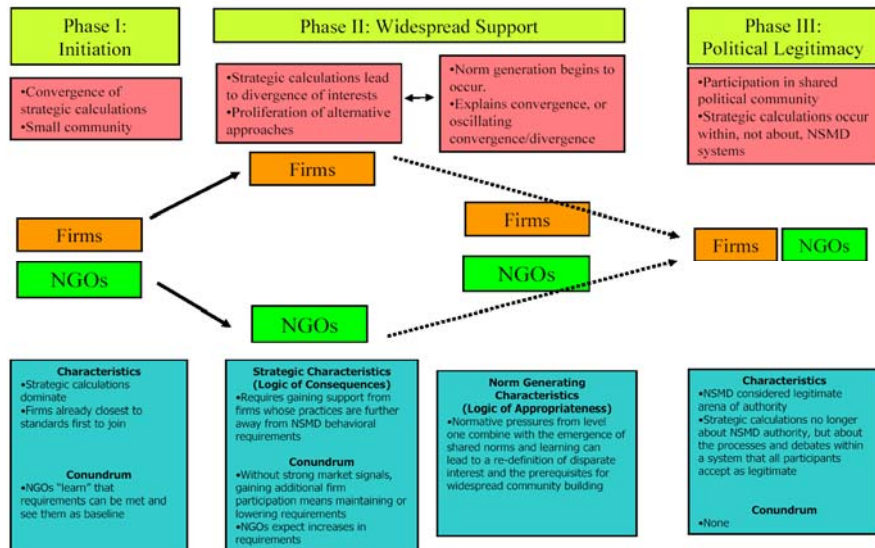 Phase I:
Initiation
Phase II: Widespread Support
Phase III:
Political Legitimacy
•Convergence of
strategic calculations
•Small community
•Strategic calculations lead
to divergence of interests
•Proliferation of alternative
approaches
•Norm generation begins to
occur.
•Explains convergence, or
oscillating
convergence/divergence
•Participation in shared
political community
•Strategic calculations occur
within, not about, NSMD
systems
Firms
Firms
Firms
Firms
NGOs
NGOs
NGOs
NGOs
Characteristics
•Strategic calculations
dominate
•Firms already closest to
standards first to join
Conundrum
•NGOs "learn" that
requirements can be met and
see them as baseline
Strategic Characteristics
(Logic of Consequences)
•Requires gaining support from
firms whose practices are further
away from NSMD behavioral
requirements
Conundrum
•Without strong market signals,
gaining additional firm
participation means maintaining or
lowering requirements
•NGOs expect increases in
requirements
Norm Generating
Characteristics
(Logic of Appropriateness)
•Normative pressures from level
one combine with the emergence of
shared norms and learning can
lead to a re-definition of disparate
interest and the prerequisites for
widespread community building
Characteristics
•NSMD considered legitimate
arena of authority
•Strategic calculations no longer
about NSMD authority, but about
the processes and debates within
a system that all participants
accept as legitimate
Conundrum
•None